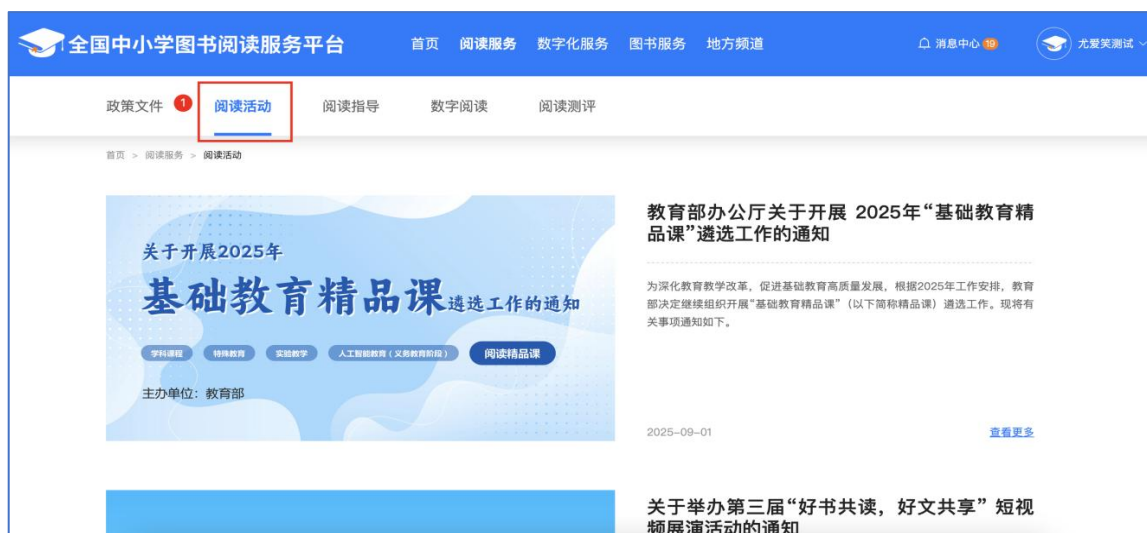 全国中小学图书阅读服务平台 首页 阅读服务 数字化服务 图书服务 地方频道 消息中心 19 尤爱笑测试
政策文件 1 阅读活动 阅读指导 数字阅读 阅读测评
首页 > 阅读服务 > 阅读活动
关于开展2025年
基础教育精品课遴选工作的通知
学科课程 特殊教育 实验教学 人工智能教育（义务教育阶段） 阅读精品课
主办单位：教育部
教育部办公厅关于开展 2025年“基础教育精
品课”遴选工作的通知
为深化教育教学改革，促进基础教育高质量发展，根据2025年工作安排，教育
部决定继续组织开展“基础教育精品课”（以下简称精品课）遴选工作。现将有
关事项通知如下。
2025-09-01 查看更多
关于举办第三届“好书共读，好文共享” 短视
频展演活动的通知